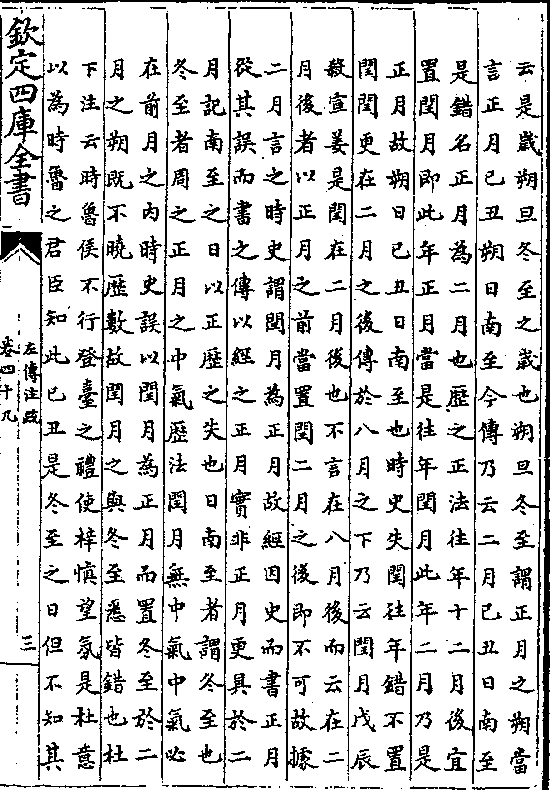 云是歲朔旦冬至之歲也朔旦冬至謂正月之朔當
言正月己丑朔日南至今傳乃云二月己丑日南至
是錯名正月為二月也歴之正法往年十二月後宜
置閏月即此年正月當是往年閏月此年二月乃是
正月故朔日己丑日南至也時史失閏往年錯不置
閏閏更在二月之後傳於八月之下乃云閏月戊辰
殺宣姜是閏在二月後也不言在八月後而云在二
月後者以正月之前當置閏二月之後即不可故據
二月言之時史謂閏月為正月故經因史而書正月
從其誤而書之傳以經之正月實非正月更具於二
月記南至之日以正歴之失也日南至者謂冬至也
冬至者周之正月之中氣歴法閏月無中氣中氣必
在前月之内時史誤以閏月為正月而置冬至於二
月之朔既不曉歴數故閏月之與冬至悉皆錯也杜
下注云時魯侯不行登臺之禮使梓慎望氛是杜意
以為時魯之君臣知此己丑是冬至之日但不知其
欽定四庫全書
左傳注疏
卷四十九
三